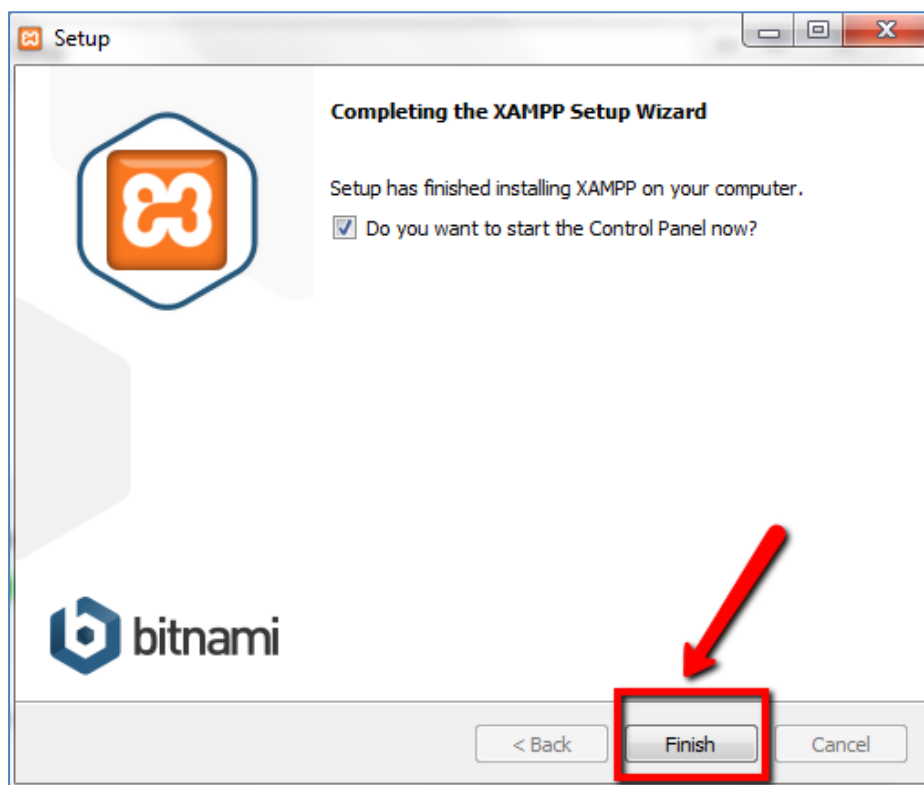 Setup
Completing the XAMPP Setup Wizard
Setup has finished installing XAMPP on your computer.
Do you want to start the Control Panel now?
bitnami
< Back
Finish
Cancel